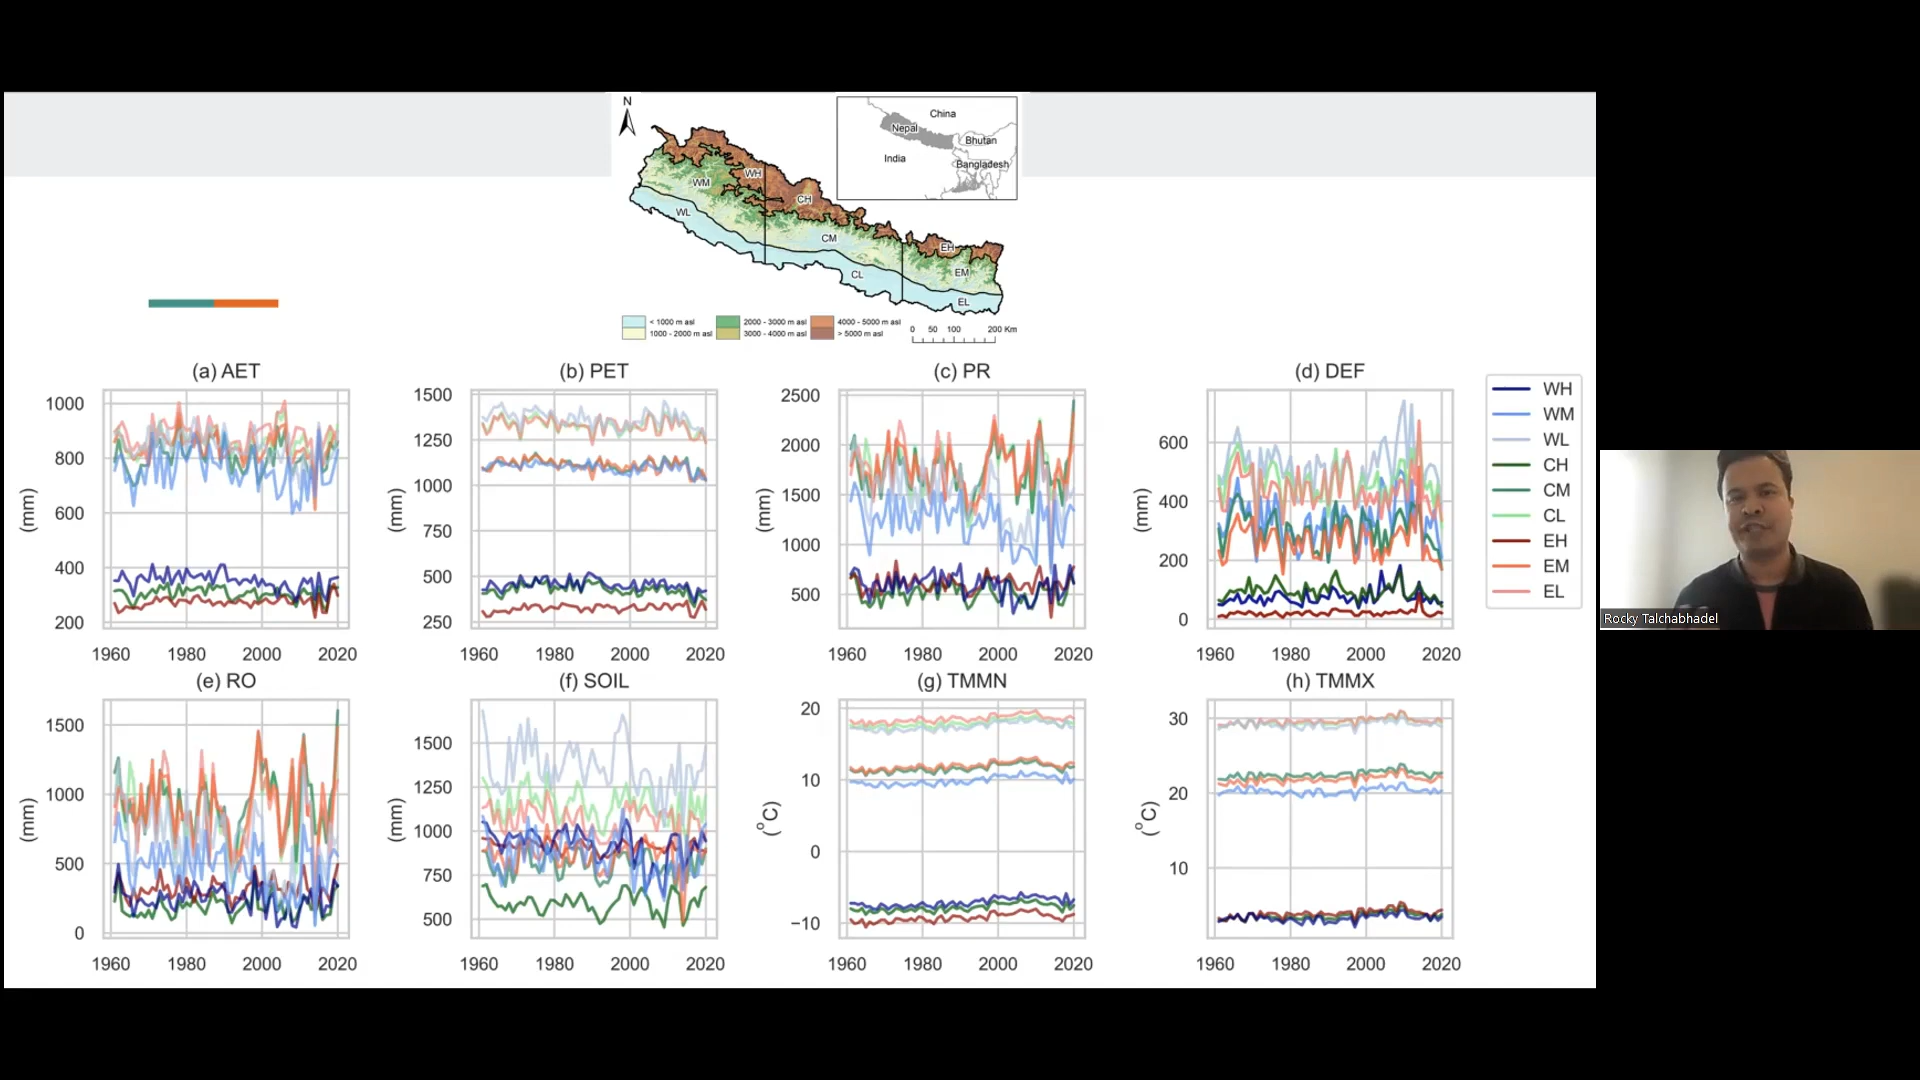 N
China
Nepal
Bhutan
India
Bangladesh
WH
WM
CH
WL
CM
EH
CL
EM
EL
< 1000 m asl
2000 - 3000 m asl
4000 - 5000 m asl
1000 - 2000 m asl
3000 - 4000 m asl
> 5000 m asl
0 50 100 200 Km
(a) AET
(mm)
1000
800
600
400
200
1960 1980 2000 2020
(b) PET
(mm)
1500
1250
1000
750
500
250
1960 1980 2000 2020
(c) PR
(mm)
2500
2000
1500
1000
500
1960 1980 2000 2020
(d) DEF
(mm)
600
400
200
0
1960 1980 2000 2020
WH
WM
WL
CH
CM
CL
EH
EM
EL
Rocky Talchabhadel
(e) RO
(mm)
1500
1000
500
0
1960 1980 2000 2020
(f) SOIL
(mm)
1500
1250
1000
750
500
1960 1980 2000 2020
(g) TMMN
(°C)
20
10
0
−10
1960 1980 2000 2020
(h) TMMX
(°C)
30
20
10
1960 1980 2000 2020